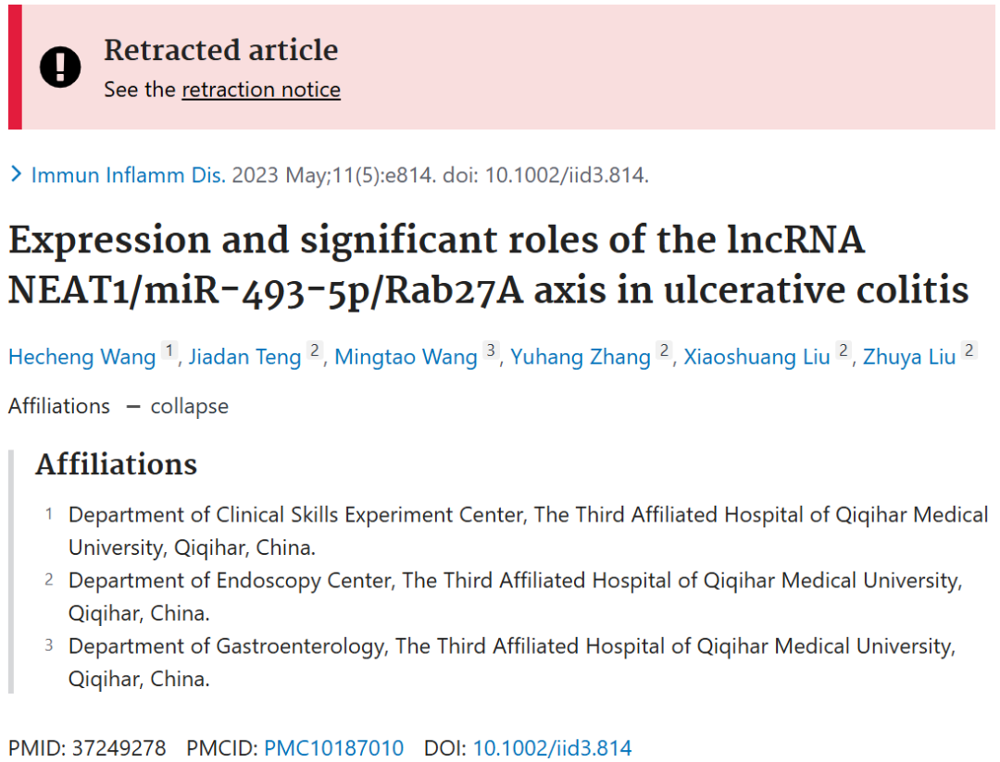 Retracted article
See the retraction notice
Immun Inflamm Dis. 2023 May;11(5):e814. doi: 10.1002/iid3.814.
Expression and significant roles of the lncRNA
NEAT1/miR-493-5p/Rab27A axis in ulcerative colitis
Hecheng Wang 1, Jiadan Teng 2, Mingtao Wang 3, Yuhang Zhang 2, Xiaoshuang Liu 2, Zhuya Liu 2
Affiliations – collapse
Affiliations
1 Department of Clinical Skills Experiment Center, The Third Affiliated Hospital of Qiqihar Medical
University, Qiqihar, China.
2 Department of Endoscopy Center, The Third Affiliated Hospital of Qiqihar Medical University,
Qiqihar, China.
3 Department of Gastroenterology, The Third Affiliated Hospital of Qiqihar Medical University,
Qiqihar, China.
PMID: 37249278 PMCID: PMC10187010 DOI: 10.1002/iid3.814